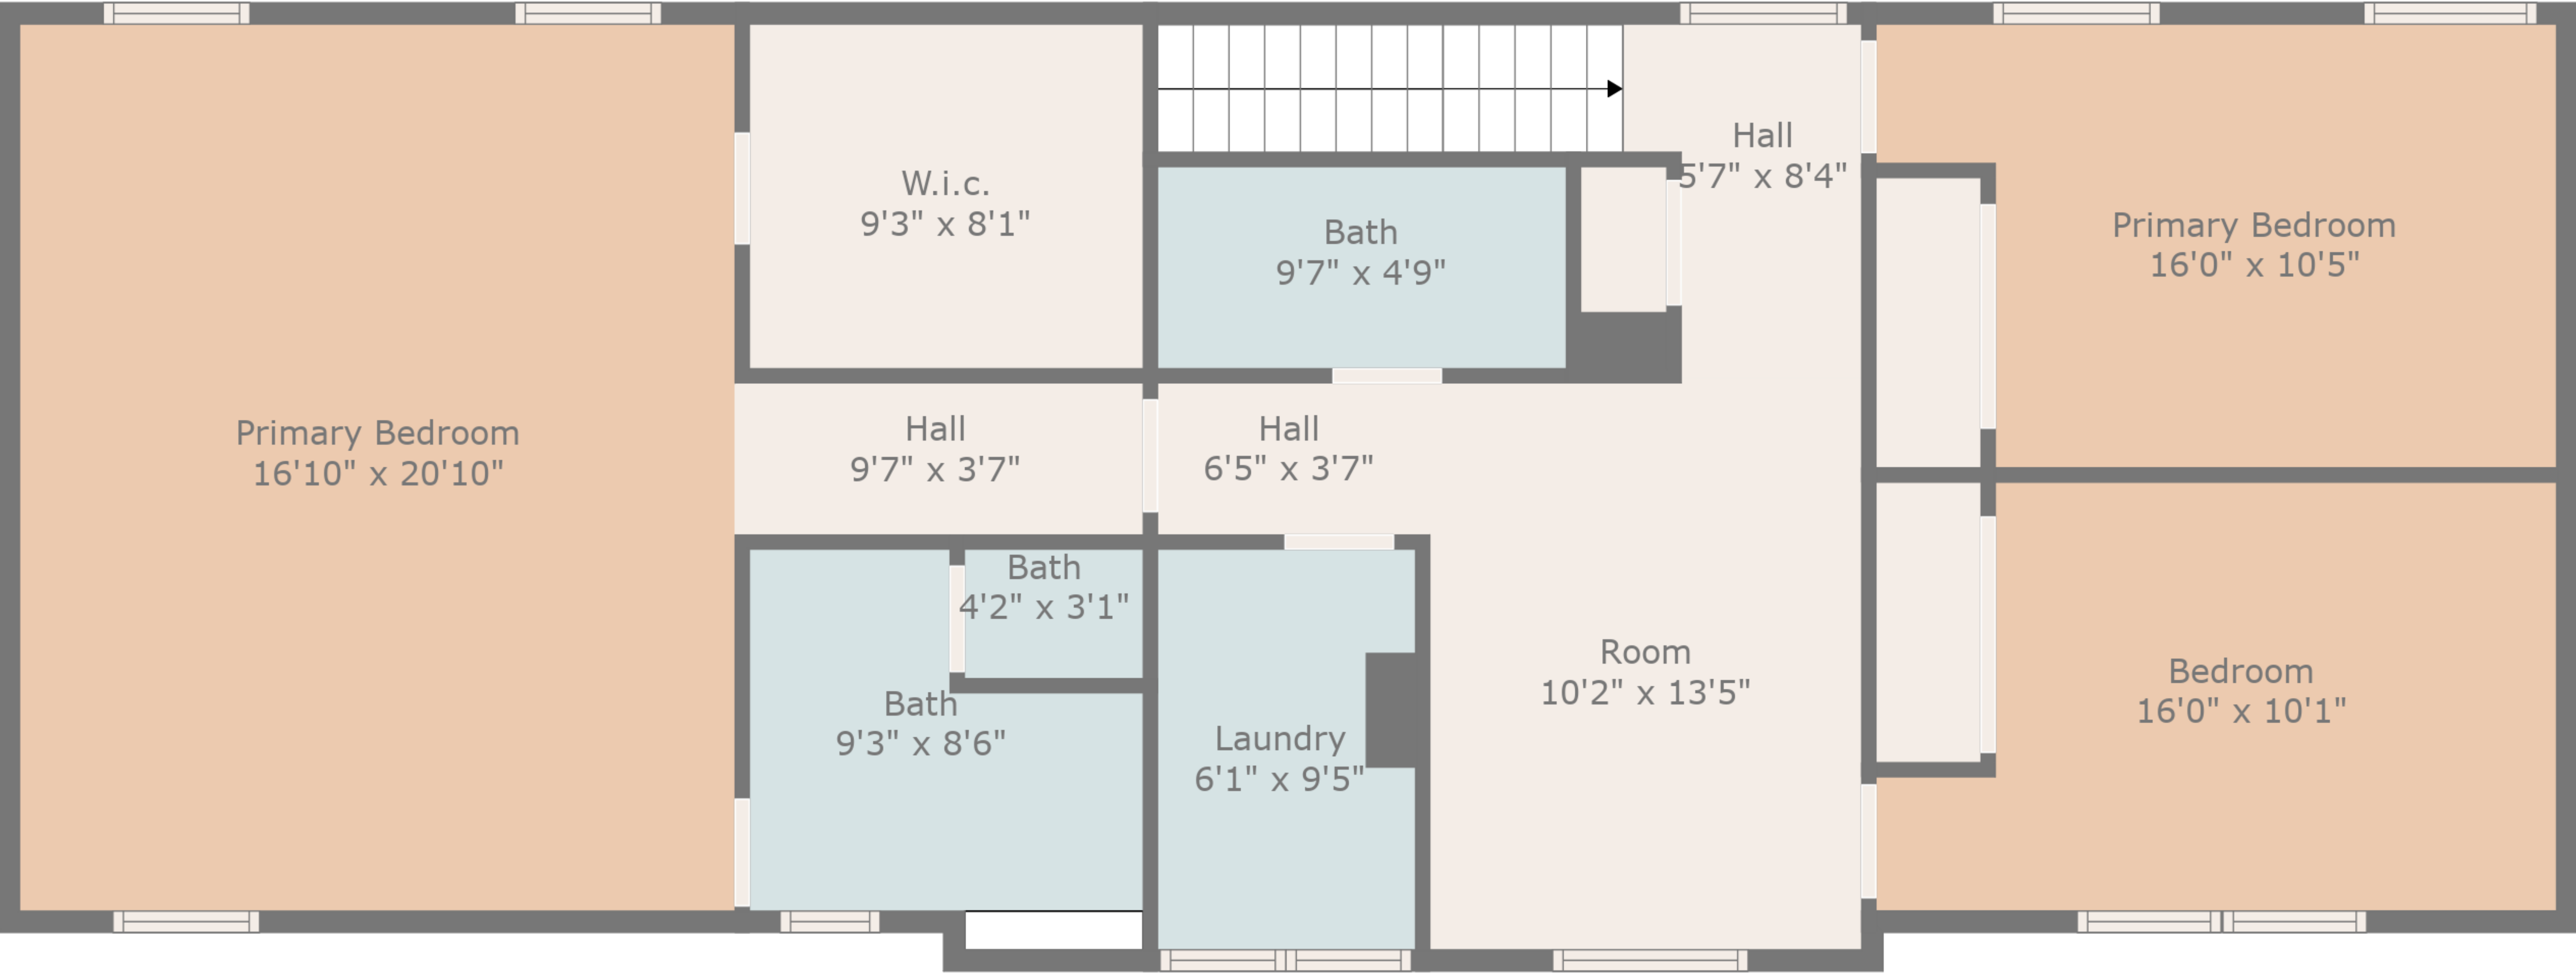 Hall
5'7" x 8'4"
W.i.c.
9'3" x 8'1"
Bath
9'7" x 4'9"
Primary Bedroom
16'0" x 10'5"
Primary Bedroom
16'10" x 20'10"
Hall
9'7" x 3'7"
Hall
6'5" x 3'7"
Bath
4'2" x 3'1"
Bath
9'3" x 8'6"
Laundry
6'1" x 9'5"
Room
10'2" x 13'5"
Bedroom
16'0" x 10'1"